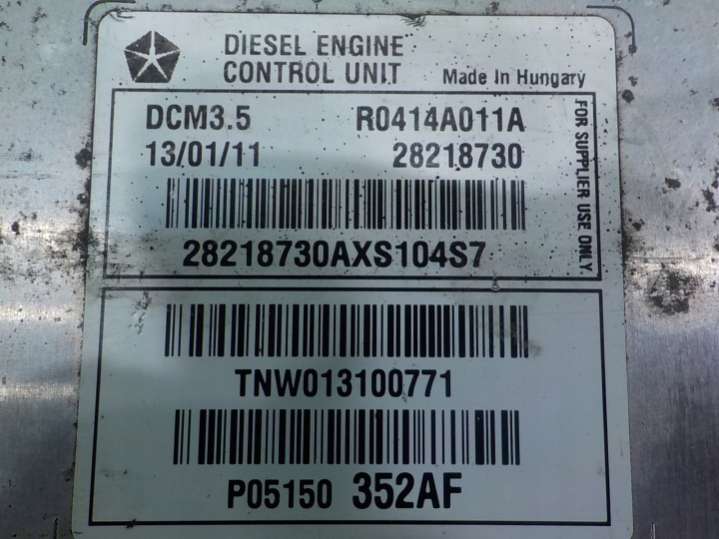 DIESEL ENGINE
CONTROL UNIT Made In Hungary
DCM3.5 R0414A011A
13/01/11 28218730
28218730AXS104S7
FOR SUPPLIER USE ONLY
TNW013100771
P05150 352AF